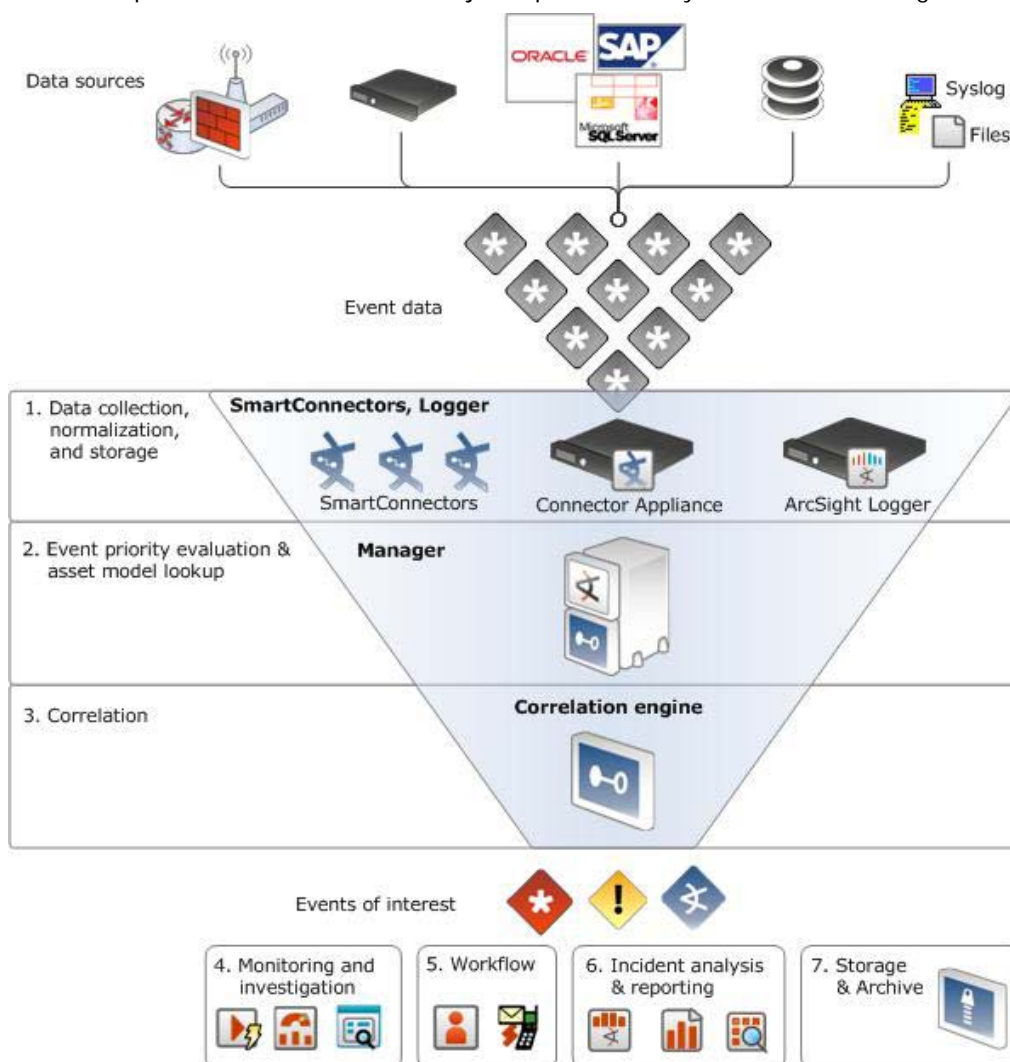 Data sources
ORACLE
SAP
Microsoft
SQL Server
Syslog
Files
Event data
1. Data collection,
normalization,
and storage
SmartConnectors, Logger
SmartConnectors
Connector Appliance
ArcSight Logger
2. Event priority evaluation &
asset model lookup
Manager
3. Correlation
Correlation engine
Events of interest
4. Monitoring and
investigation
5. Workflow
6. Incident analysis
& reporting
7. Storage
& Archive